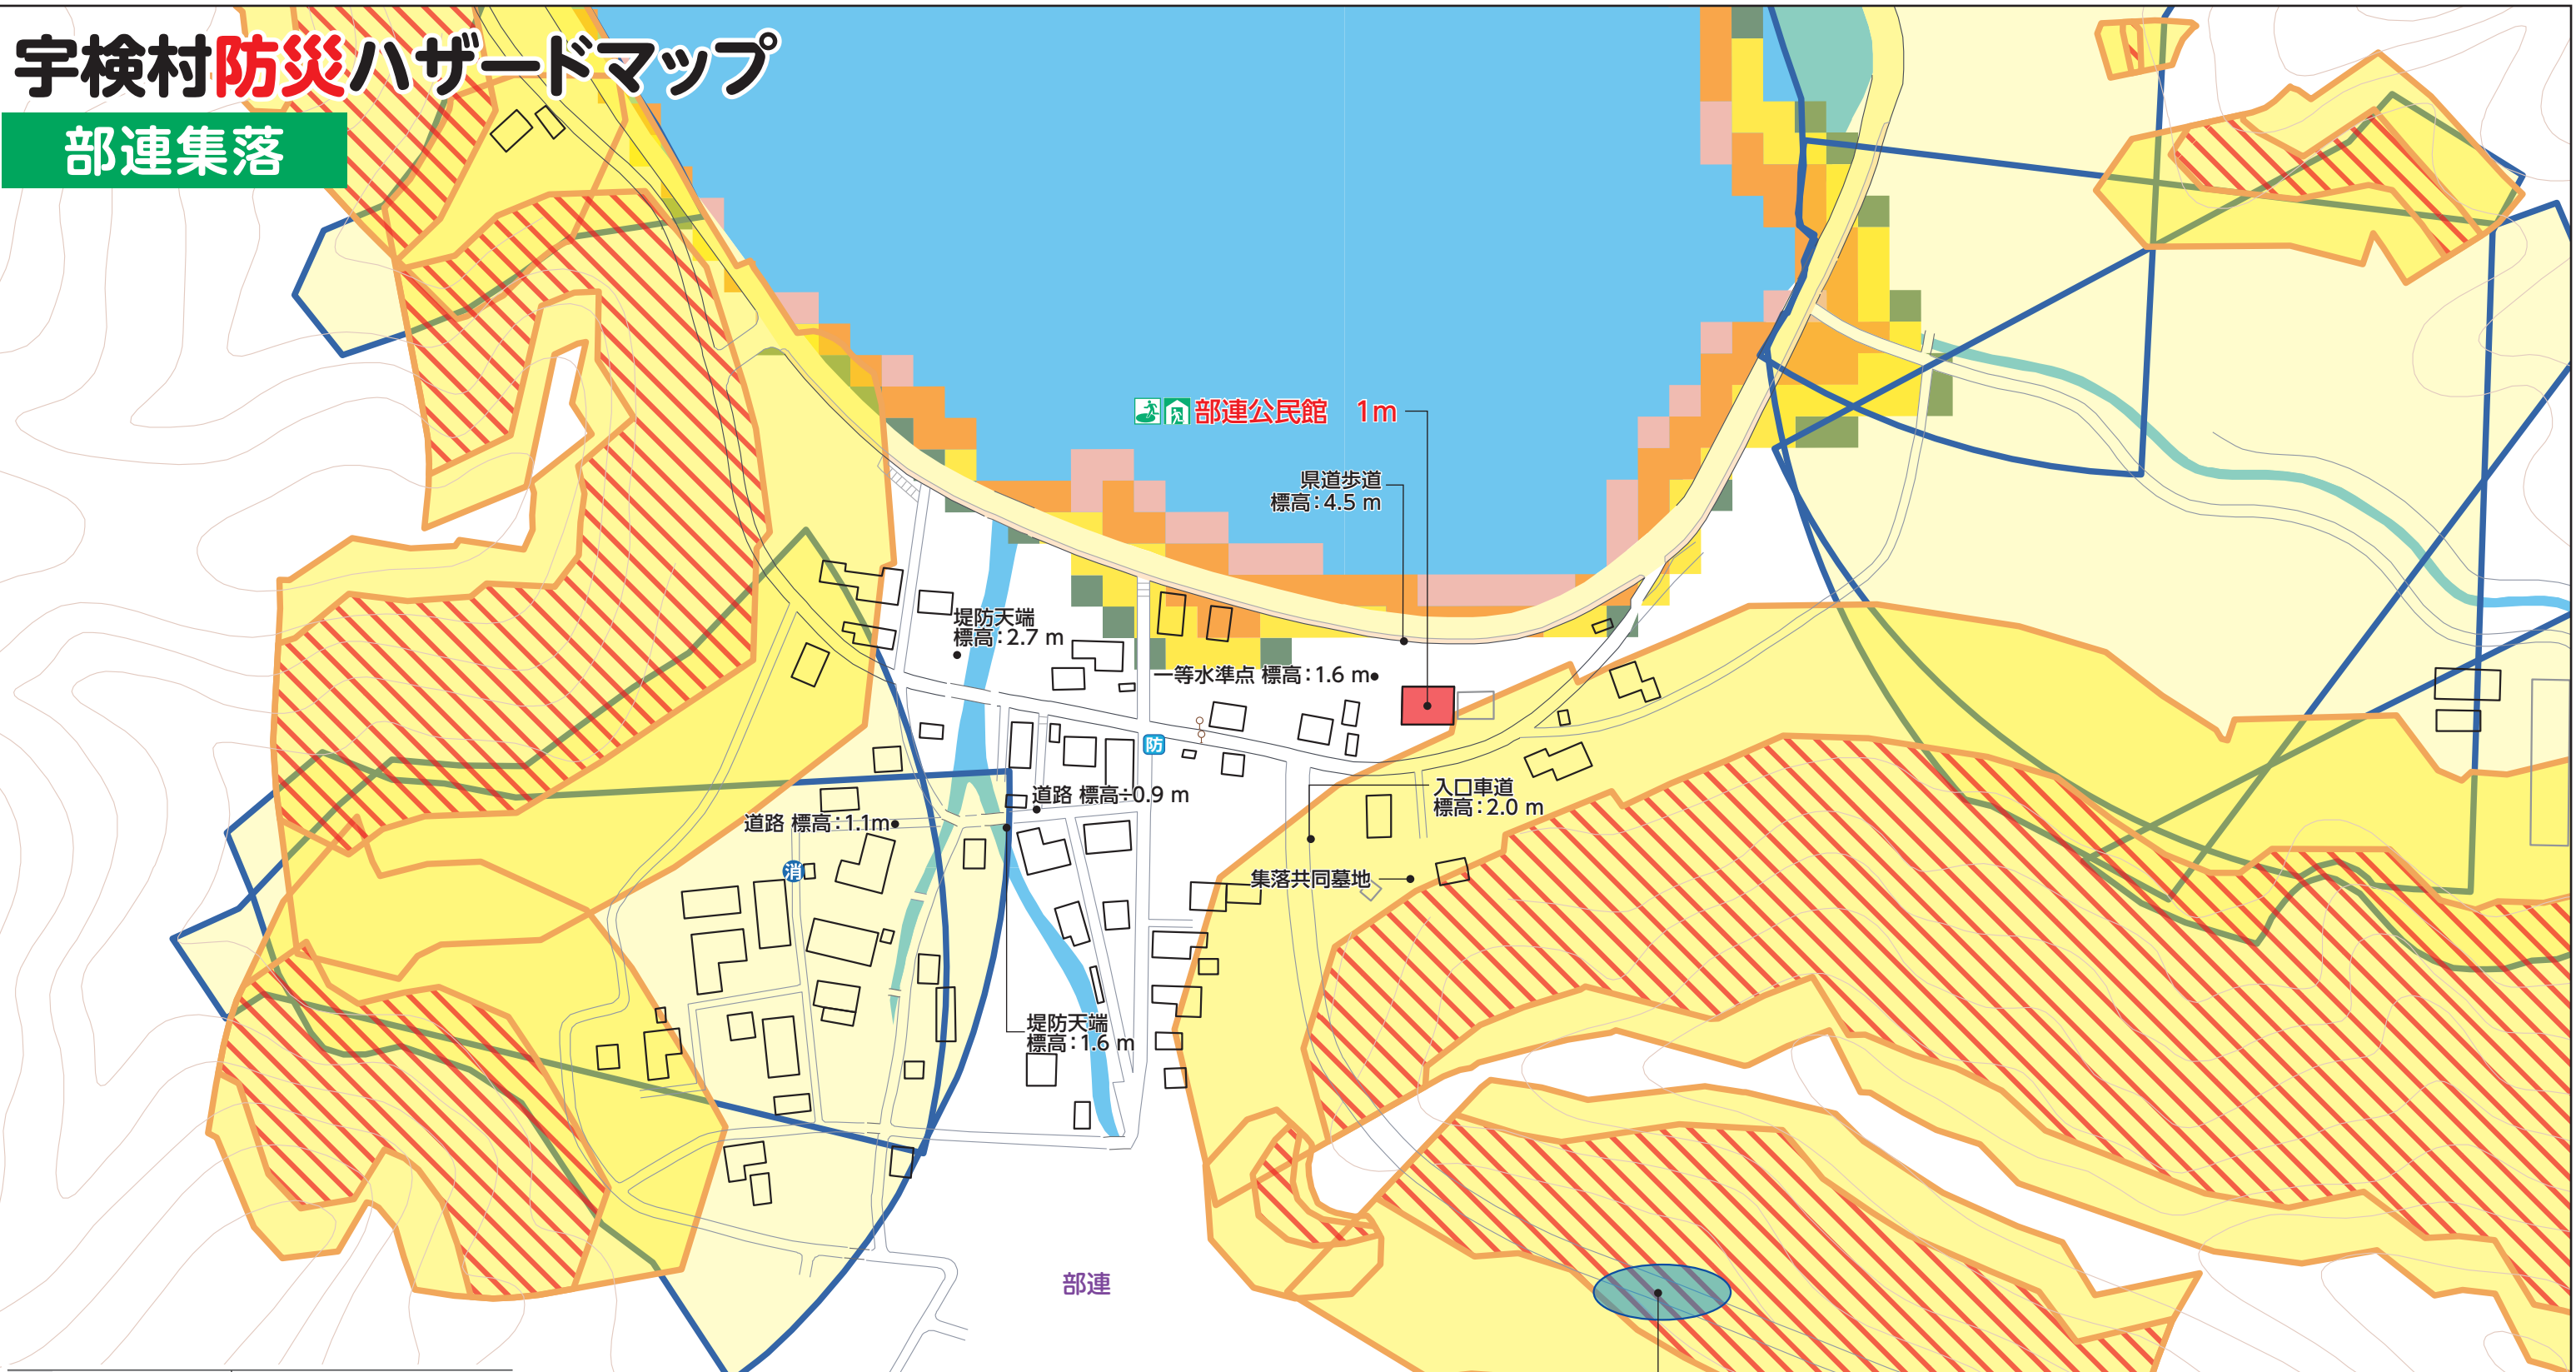 宇検村防災ハザードマップ
部連集落
部連公民館 1m
県道歩道
標高:4.5 m
堤防天端
標高:2.7 m
一等水準点 標高:1.6 m
防
道路 標高:0.9 m
道路 標高:1.1m
入口車道
標高:2.0 m
消
集落共同墓地
堤防天端
標高:1.6 m
部連